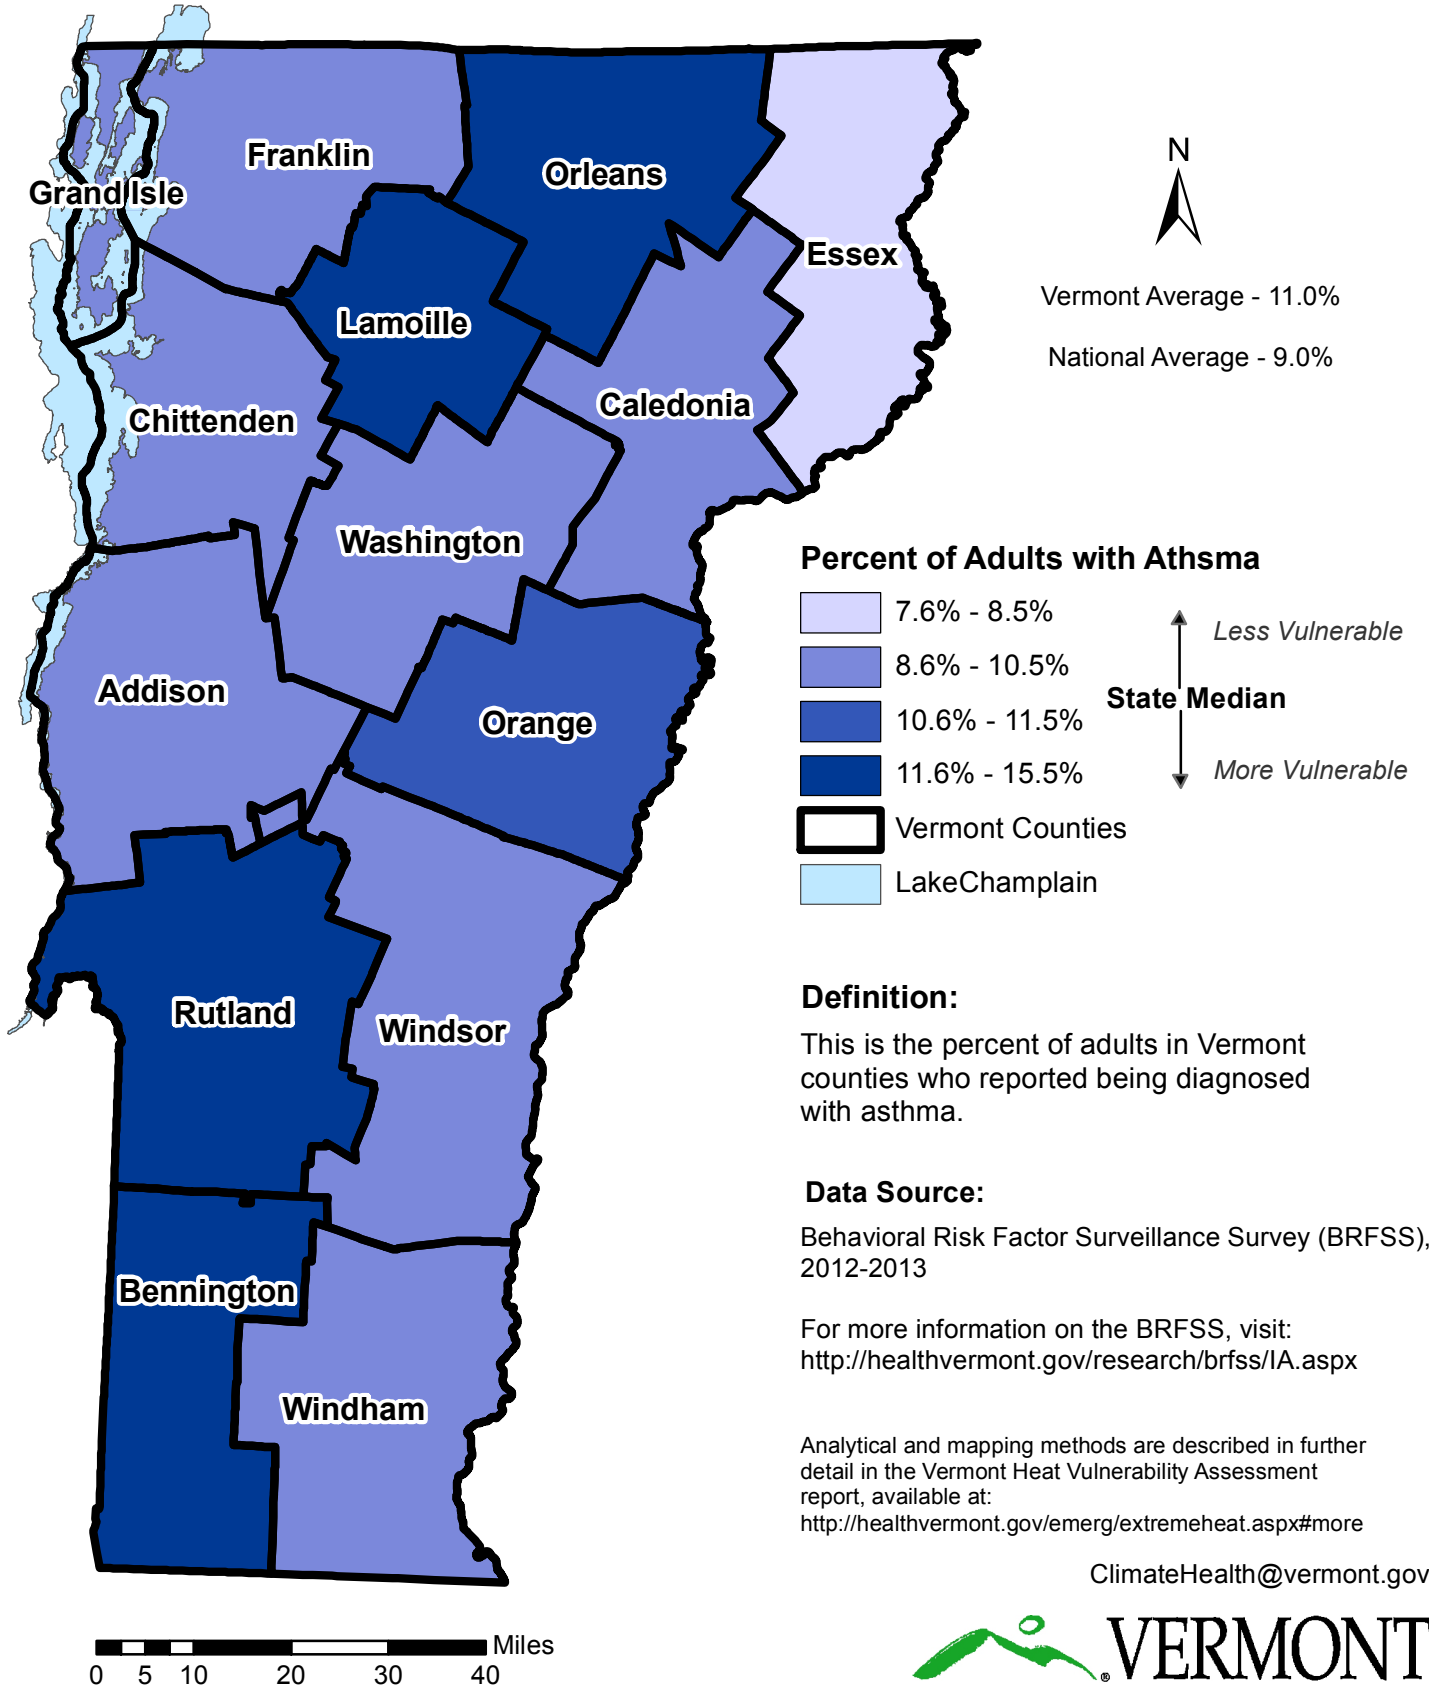 Franklin
Orleans
Grand Isle
Essex
Lamoille
Caledonia
Chittenden
Washington
Addison
Orange
Rutland
Windsor
Bennington
Windham
N
Vermont Average - 11.0%
National Average - 9.0%
Percent of Adults with Athsma
7.6% - 8.5%
8.6% - 10.5%
10.6% - 11.5%
11.6% - 15.5%
Less Vulnerable
State Median
More Vulnerable
Vermont Counties
LakeChamplain
Definition:
This is the percent of adults in Vermont
counties who reported being diagnosed
with asthma.
Data Source:
Behavioral Risk Factor Surveillance Survey (BRFSS),
2012-2013
For more information on the BRFSS, visit:
http://healthvermont.gov/research/brfss/IA.aspx
Analytical and mapping methods are described in further
detail in the Vermont Heat Vulnerability Assessment
report, available at:
http://healthvermont.gov/emerg/extremeheat.aspx#more
ClimateHealth@vermont.gov
® VERMONT
Miles
0 5 10 20 30 40